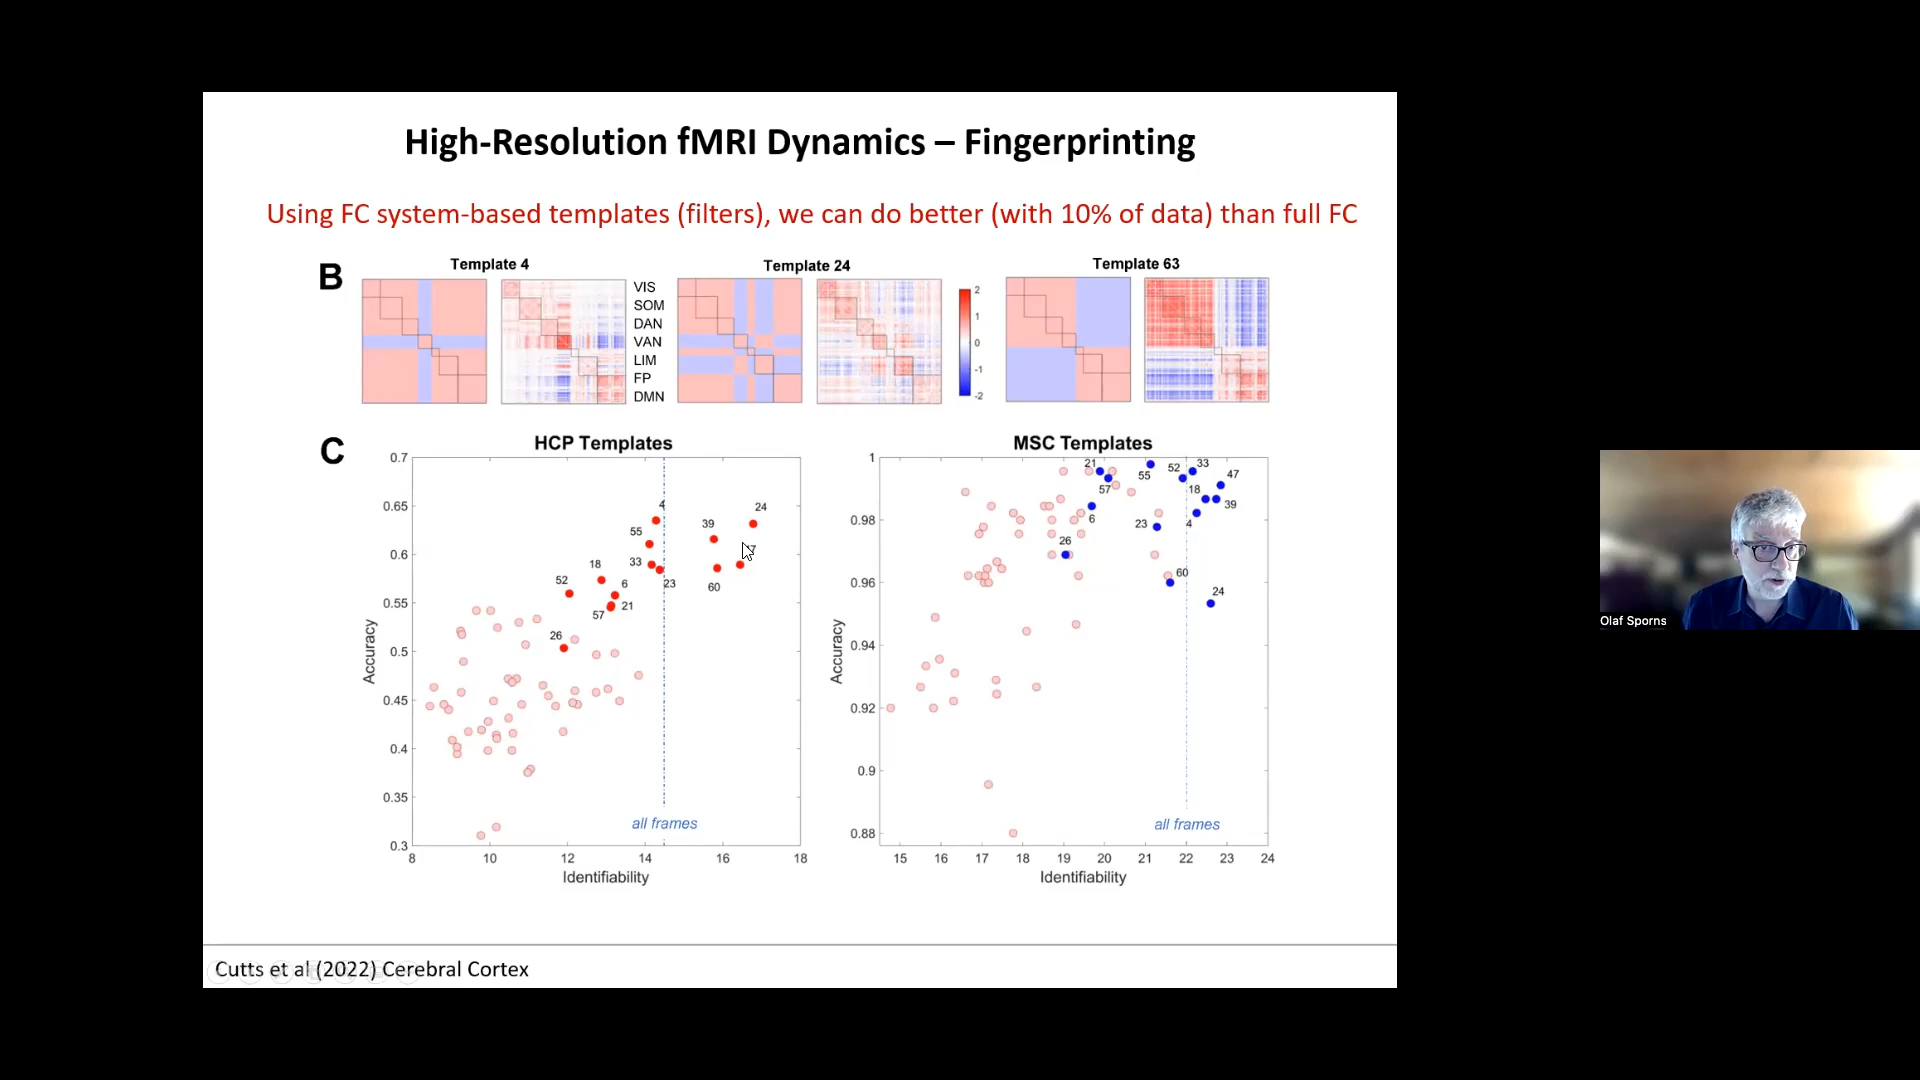 High-Resolution fMRI Dynamics – Fingerprinting
Using FC system-based templates (filters), we can do better (with 10% of data) than full FC
B
Template 4
Template 24
Template 63
VIS
SOM
DAN
VAN
LIM
FP
DMN
2
1
0
-1
-2
C
HCP Templates
0.7
0.65
0.6
0.55
0.5
0.45
0.4
0.35
0.3
Accuracy
4
24
55
39
18
33
52
6
23
60
57
21
26
all frames
8
10
12
14
16
18
Identifiability
MSC Templates
1
0.98
0.96
0.94
0.92
0.9
0.88
Accuracy
21
55
52
33
47
57
18
39
6
23
4
26
60
24
all frames
15
16
17
18
19
20
21
22
23
24
Identifiability
Cutts et al (2022) Cerebral Cortex
Olaf Sporns